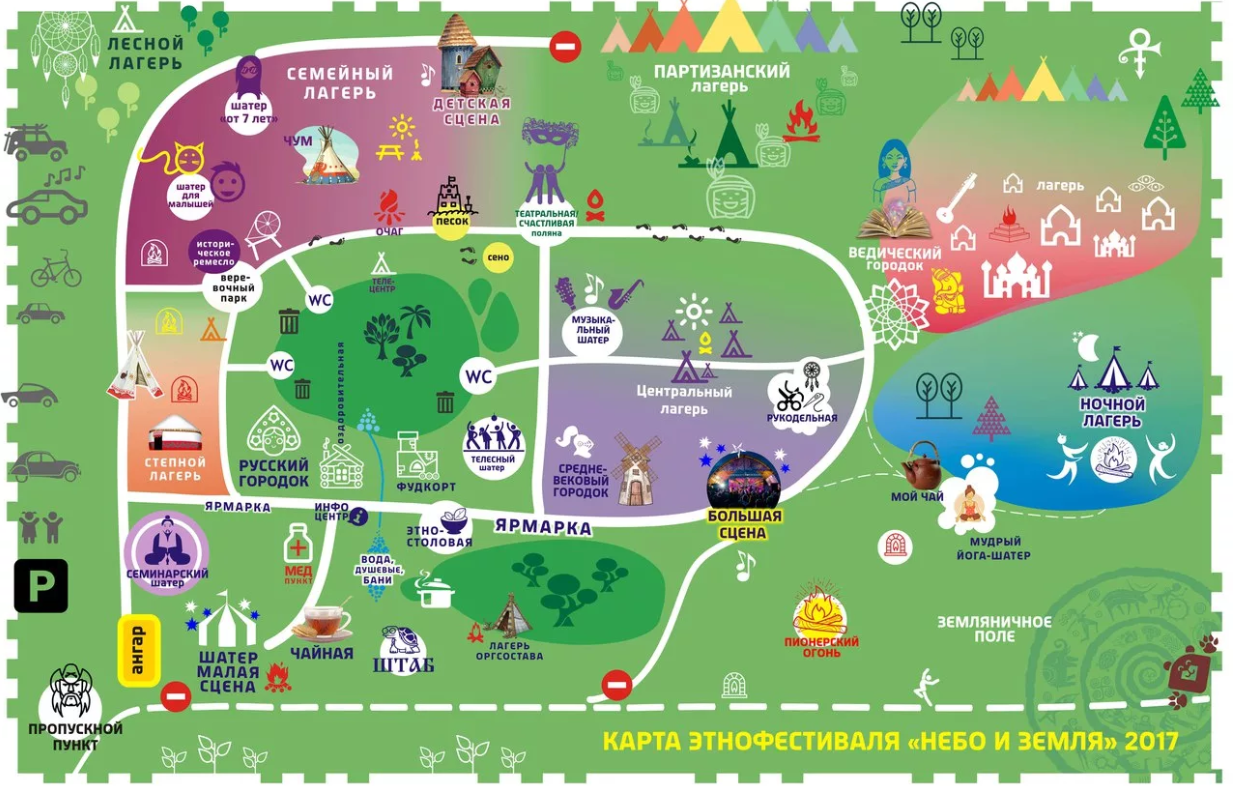 ЛЕСНОЙ
ЛАГЕРЬ
СЕМЕЙНЫЙ
ЛАГЕРЬ
ДЕТСКАЯ
СЦЕНА
ПАРТИЗАНСКИЙ
лагерь
шатер
«от 7 лет»
ЧУМ
шатер
для
малышей
ОЧАГ
ПЕСОК
ТЕАТРАЛЬНАЯ/
СЧАСТЛИВАЯ
поляна
лагерь
ВЕДИЧЕСКИЙ
ГОРОДОК
истори-
ческое
ремесло
вере-
вочный
парк
WC
ТЕЛЕ-
ЦЕНТР
сено
МУЗЫКА-
ЛЬНЫЙ
ШАТЕР
WC
WC
оздоровительная
Центральный
лагерь
РУКОДЕЛЬНАЯ
НОЧНОЙ
ЛАГЕРЬ
СТЕПНОЙ
ЛАГЕРЬ
РУССКИЙ
ГОРОДОК
ФУДКОРТ
ТЕЛЕСНЫЙ
шатер
СРЕДНЕ-
ВЕКОВЫЙ
ГОРОДОК
БОЛЬШАЯ
СЦЕНА
МОЙ ЧАЙ
МУДРЫЙ
ЙОГА-ШАТЕР
ЯРМАРКА
ИНФО
ЦЕНТР
i
ЭТНО-
СТОЛОВАЯ
ЯРМАРКА
СЕМИНАРСКИЙ
шатер
МЕД
ПУНКТ
ВОДА,
ДУШЕВЫЕ,
БАНИ
P
ангар
ШАТЕР
МАЛАЯ
СЦЕНА
ЧАЙНАЯ
ШТАБ
ЛАГЕРЬ
ОРГСОСТАВА
ПИОНЕРСКИЙ
ОГОНЬ
ЗЕМЛЯНИЧНОЕ
ПОЛЕ
ПРОПУСКНОЙ
ПУНКТ
КАРТА ЭТНОФЕСТИВАЛЯ «НЕБО И ЗЕМЛЯ» 2017